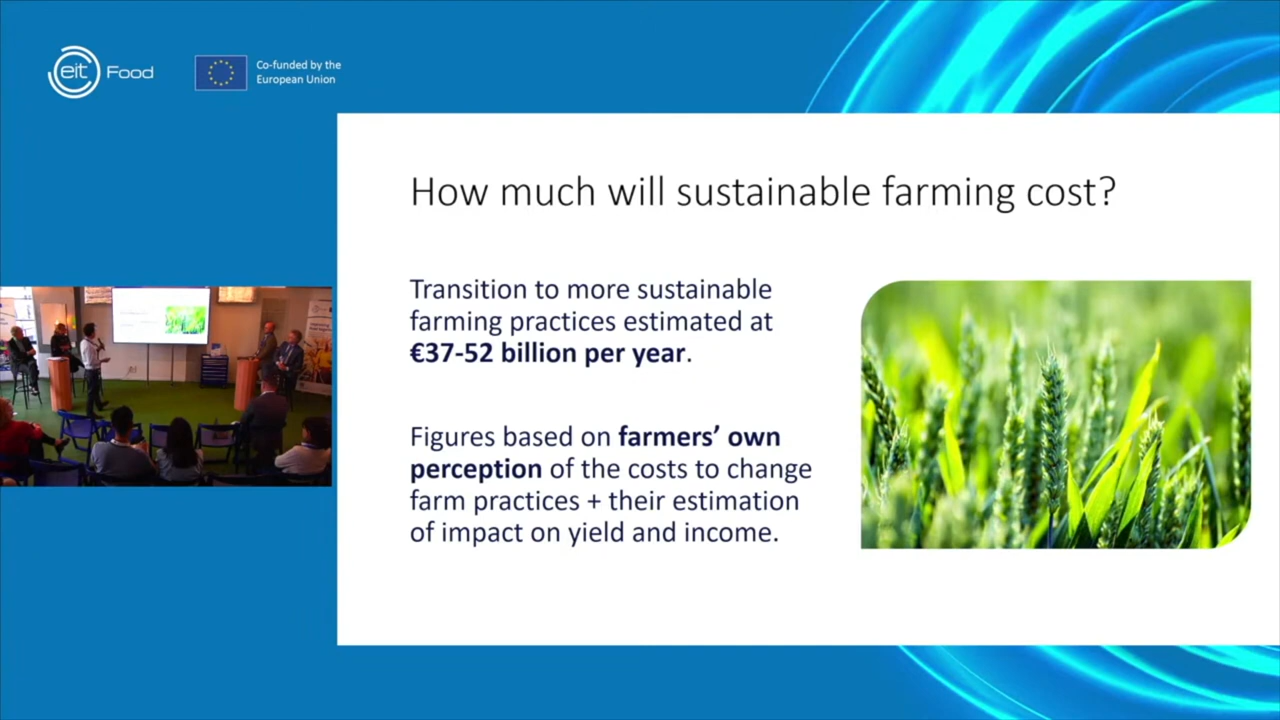 eit Food
Co-funded by the
European Union
How much will sustainable farming cost?
Transition to more sustainable
farming practices estimated at
€37-52 billion per year.
Figures based on farmers’ own
perception of the costs to change
farm practices + their estimation
of impact on yield and income.